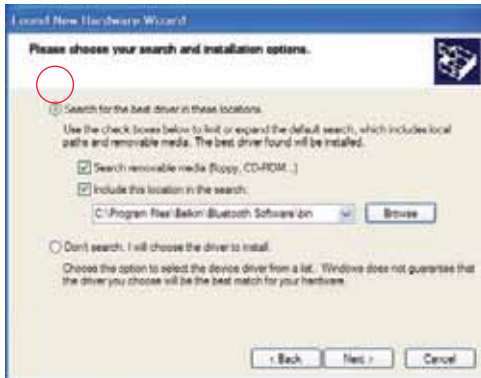 Found New Hardware Wizard
Please choose your search and installation options.
Search for the best driver in these locations.
Use the check boxes below to limit or expand the default search, which includes local
paths and removable media. The best driver found will be installed.
Search removable media (floppy, CD-ROM...)
Include this location in the search:
C:\Program Files\Belkin\Bluetooth Software\bin
Browse
Don't search. I will choose the driver to install.
Choose this option to select the device driver from a list. Windows does not guarantee that
the driver you choose will be the best match for your hardware.
< Back
Next >
Cancel